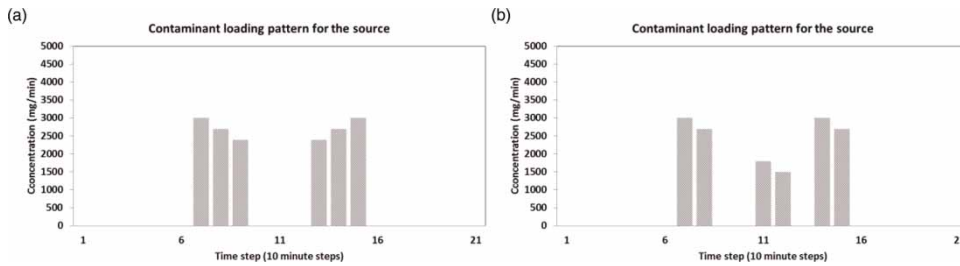 (a)
Contaminant loading pattern for the source
Cconcentration (mg/min)
5000
4500
4000
3500
3000
2500
2000
1500
1000
500
0
1 6 11 16 21
Time step (10 minute steps)
(b)
Contaminant loading pattern for the source
Cconcentration (mg/min)
5000
4500
4000
3500
3000
2500
2000
1500
1000
500
0
1 6 11 16
Time step (10 minute steps)